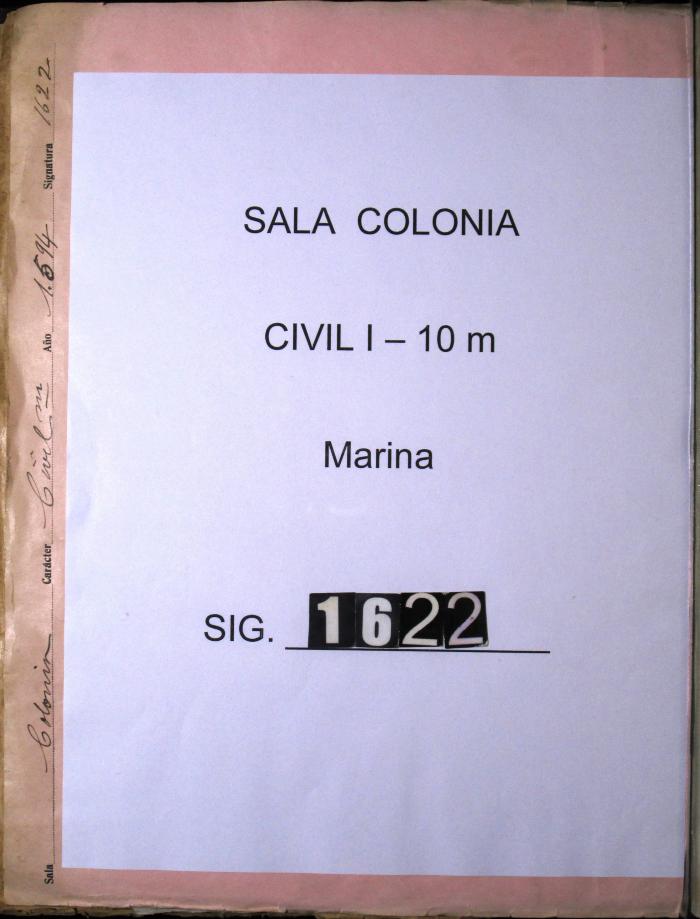 SALA COLONIA
CIVIL I – 10 m
Marina
SIG. 1622
Sala Colonia Carácter Civil m Año 1.594 Signatura 1622